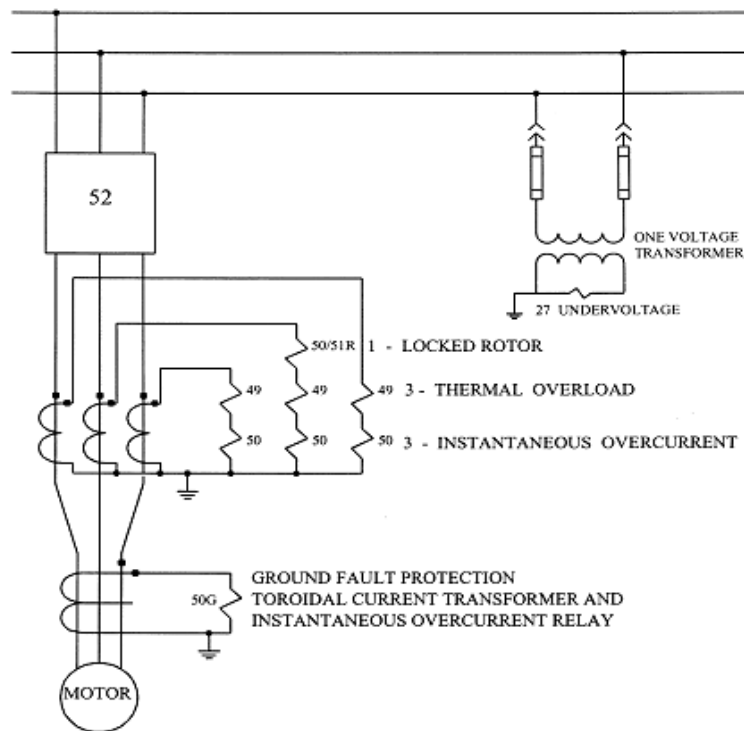 52
ONE VOLTAGE
TRANSFORMER
27 UNDERVOLTAGE
50/51R 1 - LOCKED ROTOR
49 49 49 3 - THERMAL OVERLOAD
50 50 50 3 - INSTANTANEOUS OVERCURRENT
GROUND FAULT PROTECTION
50G TOROIDAL CURRENT TRANSFORMER AND
INSTANTANEOUS OVERCURRENT RELAY
MOTOR